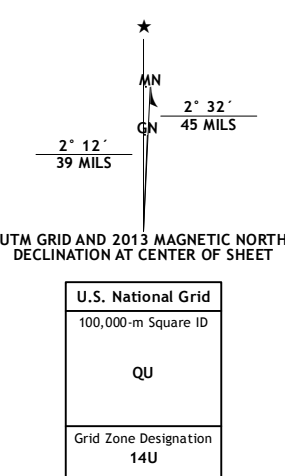 ★
MN
2° 32´
45 MILS
GN
2° 12´
39 MILS
UTM GRID AND 2013 MAGNETIC NORTH
DECLINATION AT CENTER OF SHEET
U.S. National Grid
100,000-m Square ID
QU
Grid Zone Designation
14U